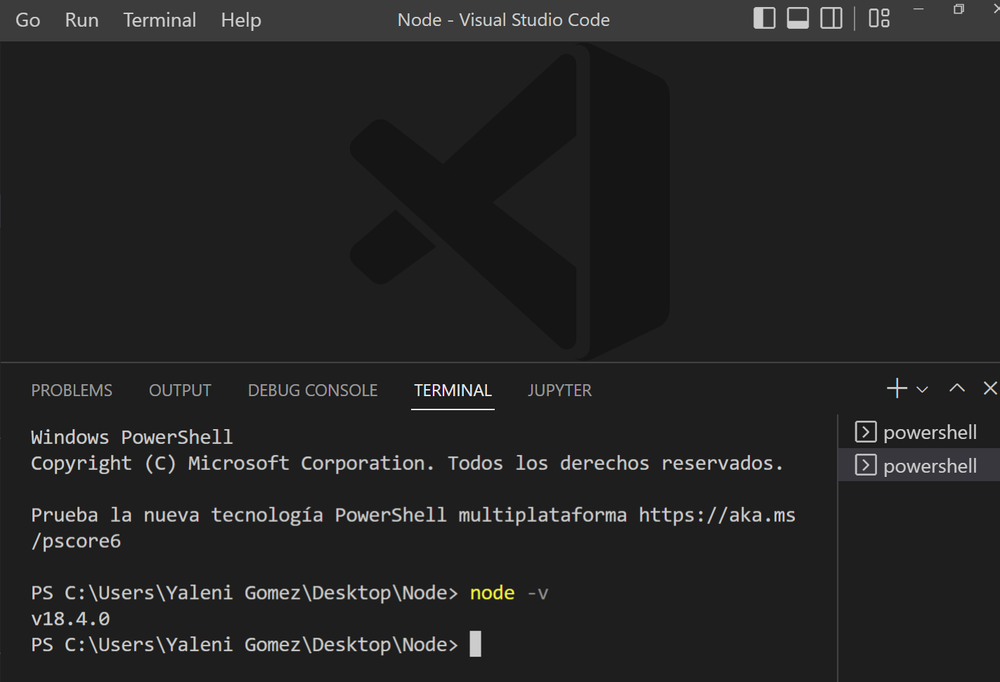 Go Run Terminal Help Node - Visual Studio Code
PROBLEMS OUTPUT DEBUG CONSOLE TERMINAL JUPYTER
Windows PowerShell
Copyright (C) Microsoft Corporation. Todos los derechos reservados.
Prueba la nueva tecnología PowerShell multiplataforma https://aka.ms
/pscore6
PS C:\Users\Yaleni Gomez\Desktop\Node> node -v
v18.4.0
PS C:\Users\Yaleni Gomez\Desktop\Node>
powershell
powershell